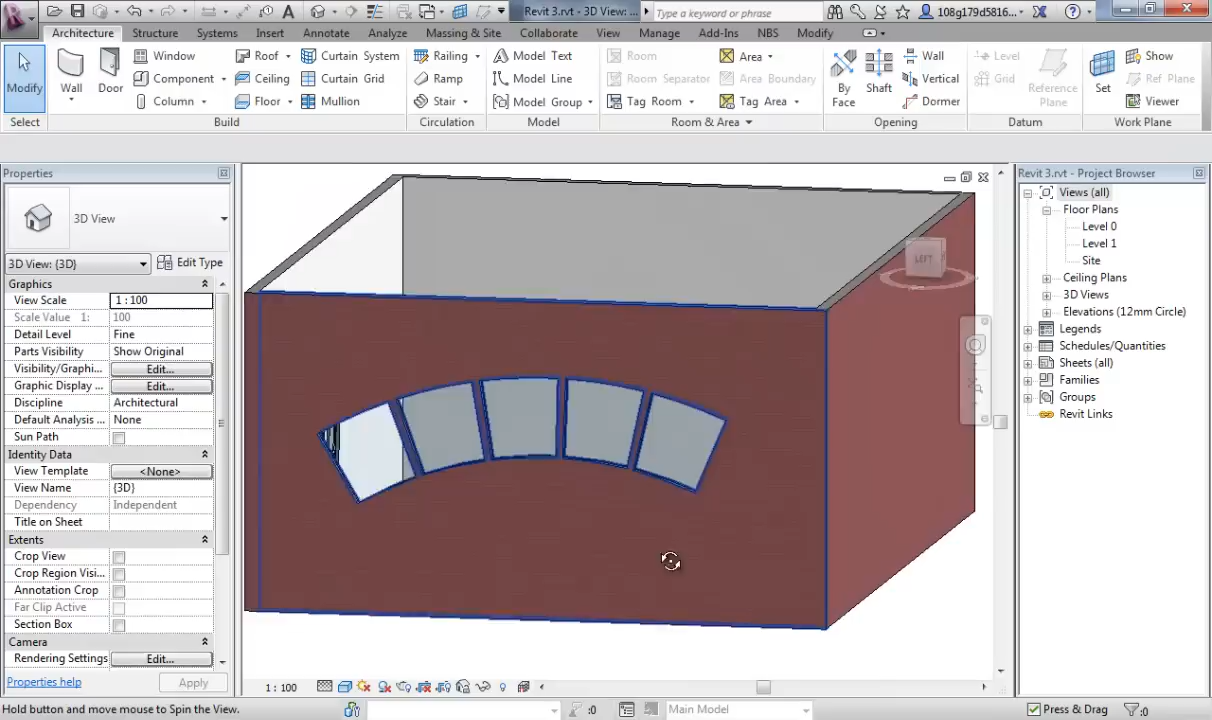 Revit 3.rvt - 3D View: ...
Type a keyword or phrase
108g179d5816...
Architecture Structure Systems Insert Annotate Analyze Massing & Site Collaborate View Manage Add-Ins NBS Modify
Modify
Wall
Door
Window
Component
Column
Roof
Ceiling
Floor
Curtain System
Curtain Grid
Mullion
Railing
Ramp
Stair
Model Text
Model Line
Model Group
Room
Room Separator
Tag Room
Area
Area Boundary
Tag Area
By
Face
Shaft
Wall
Vertical
Dormer
Level
Grid
Reference
Plane
Set
Show
Ref Plane
Viewer
Select Build Circulation Model Room & Area Opening Datum Work Plane
Properties
3D View
3D View: {3D}
Edit Type
Graphics
View Scale 1 : 100
Scale Value 1: 100
Detail Level Fine
Parts Visibility Show Original
Visibility/Graphi... Edit...
Graphic Display ... Edit...
Discipline Architectural
Default Analysis ... None
Sun Path
Identity Data
View Template <None>
View Name {3D}
Dependency Independent
Title on Sheet
Extents
Crop View
Crop Region Visi...
Annotation Crop
Far Clip Active
Section Box
Camera
Rendering Settings Edit...
Properties help
Apply
LEFT
Revit 3.rvt - Project Browser
Views (all)
Floor Plans
Level 0
Level 1
Site
Ceiling Plans
3D Views
Elevations (12mm Circle)
Legends
Schedules/Quantities
Sheets (all)
Families
Groups
Revit Links
1 : 100
Hold button and move mouse to Spin the View.
:0
Main Model
Press & Drag
:0